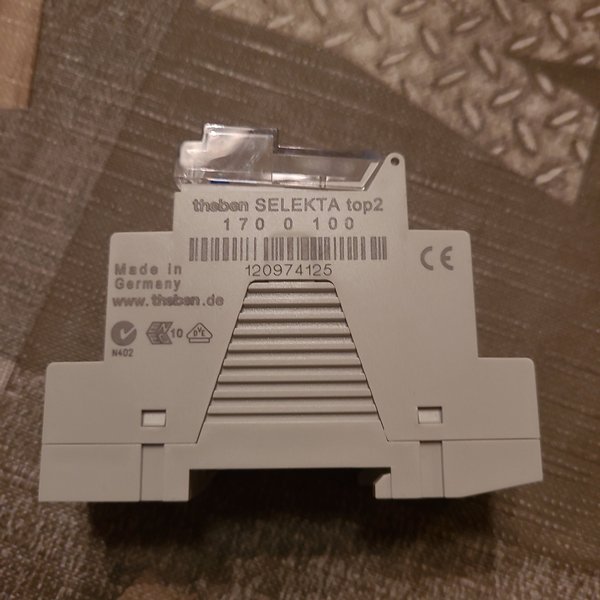 theben SELEKTA top2
170 0 100
120974125
CE
Made in
Germany
www.theben.de
N402
10